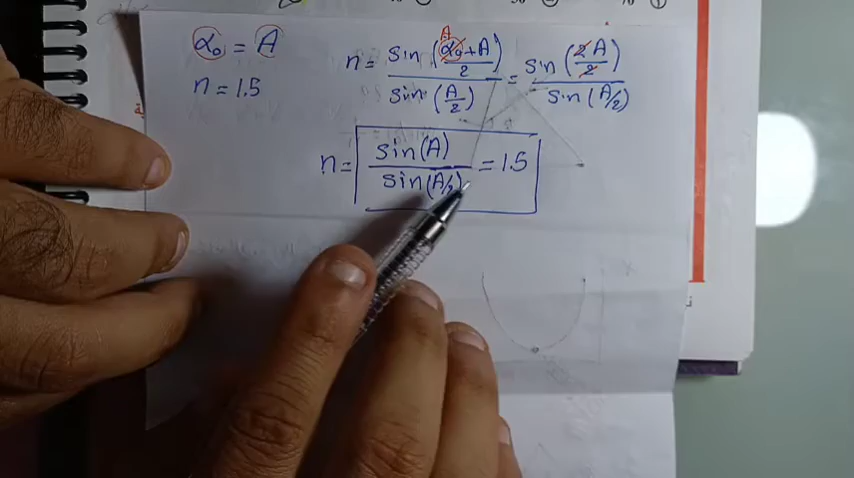 α₀ = A
n = 1.5
n = sin (α₀+A / 2) / sin (A/2) = sin (2A / 2) / sin (A/2)
A
n = sin (A) / sin (A/2) = 1.5